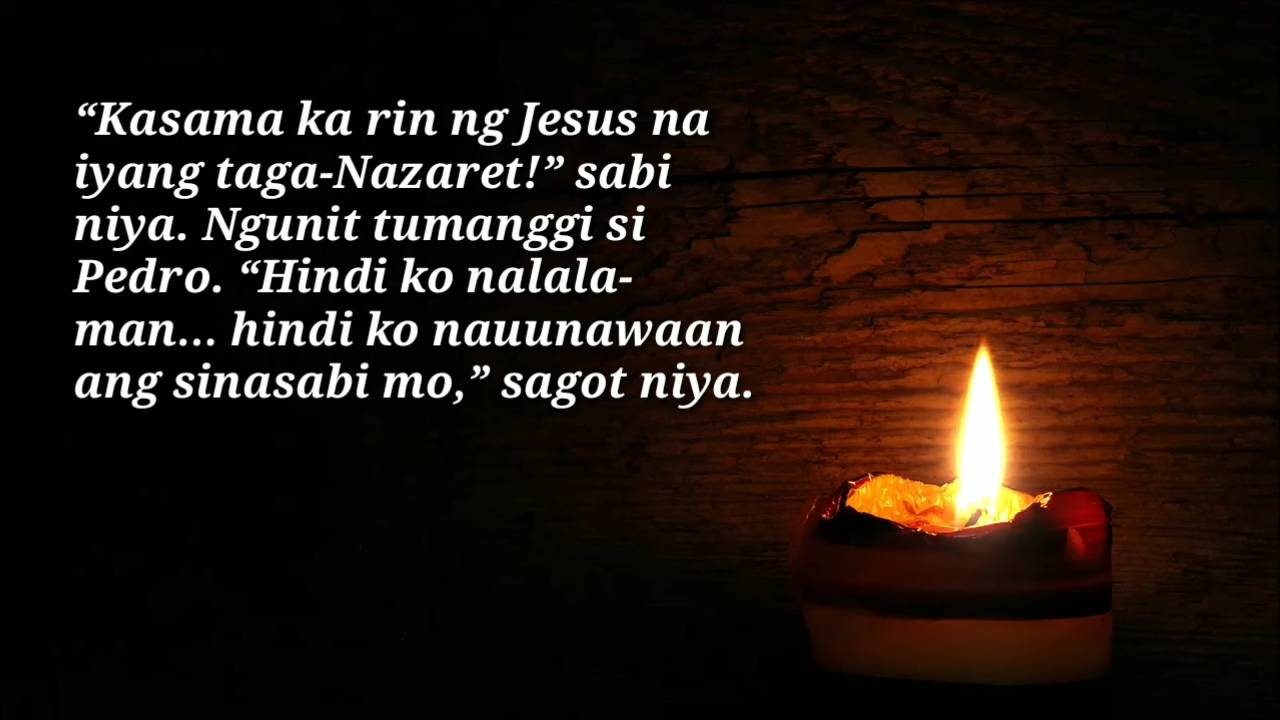 “Kasama ka rin ng Jesus na
iyang taga-Nazaret!” sabi
niya. Ngunit tumanggi si
Pedro. “Hindi ko nalala-
man... hindi ko nauunawaan
ang sinasabi mo,” sagot niya.